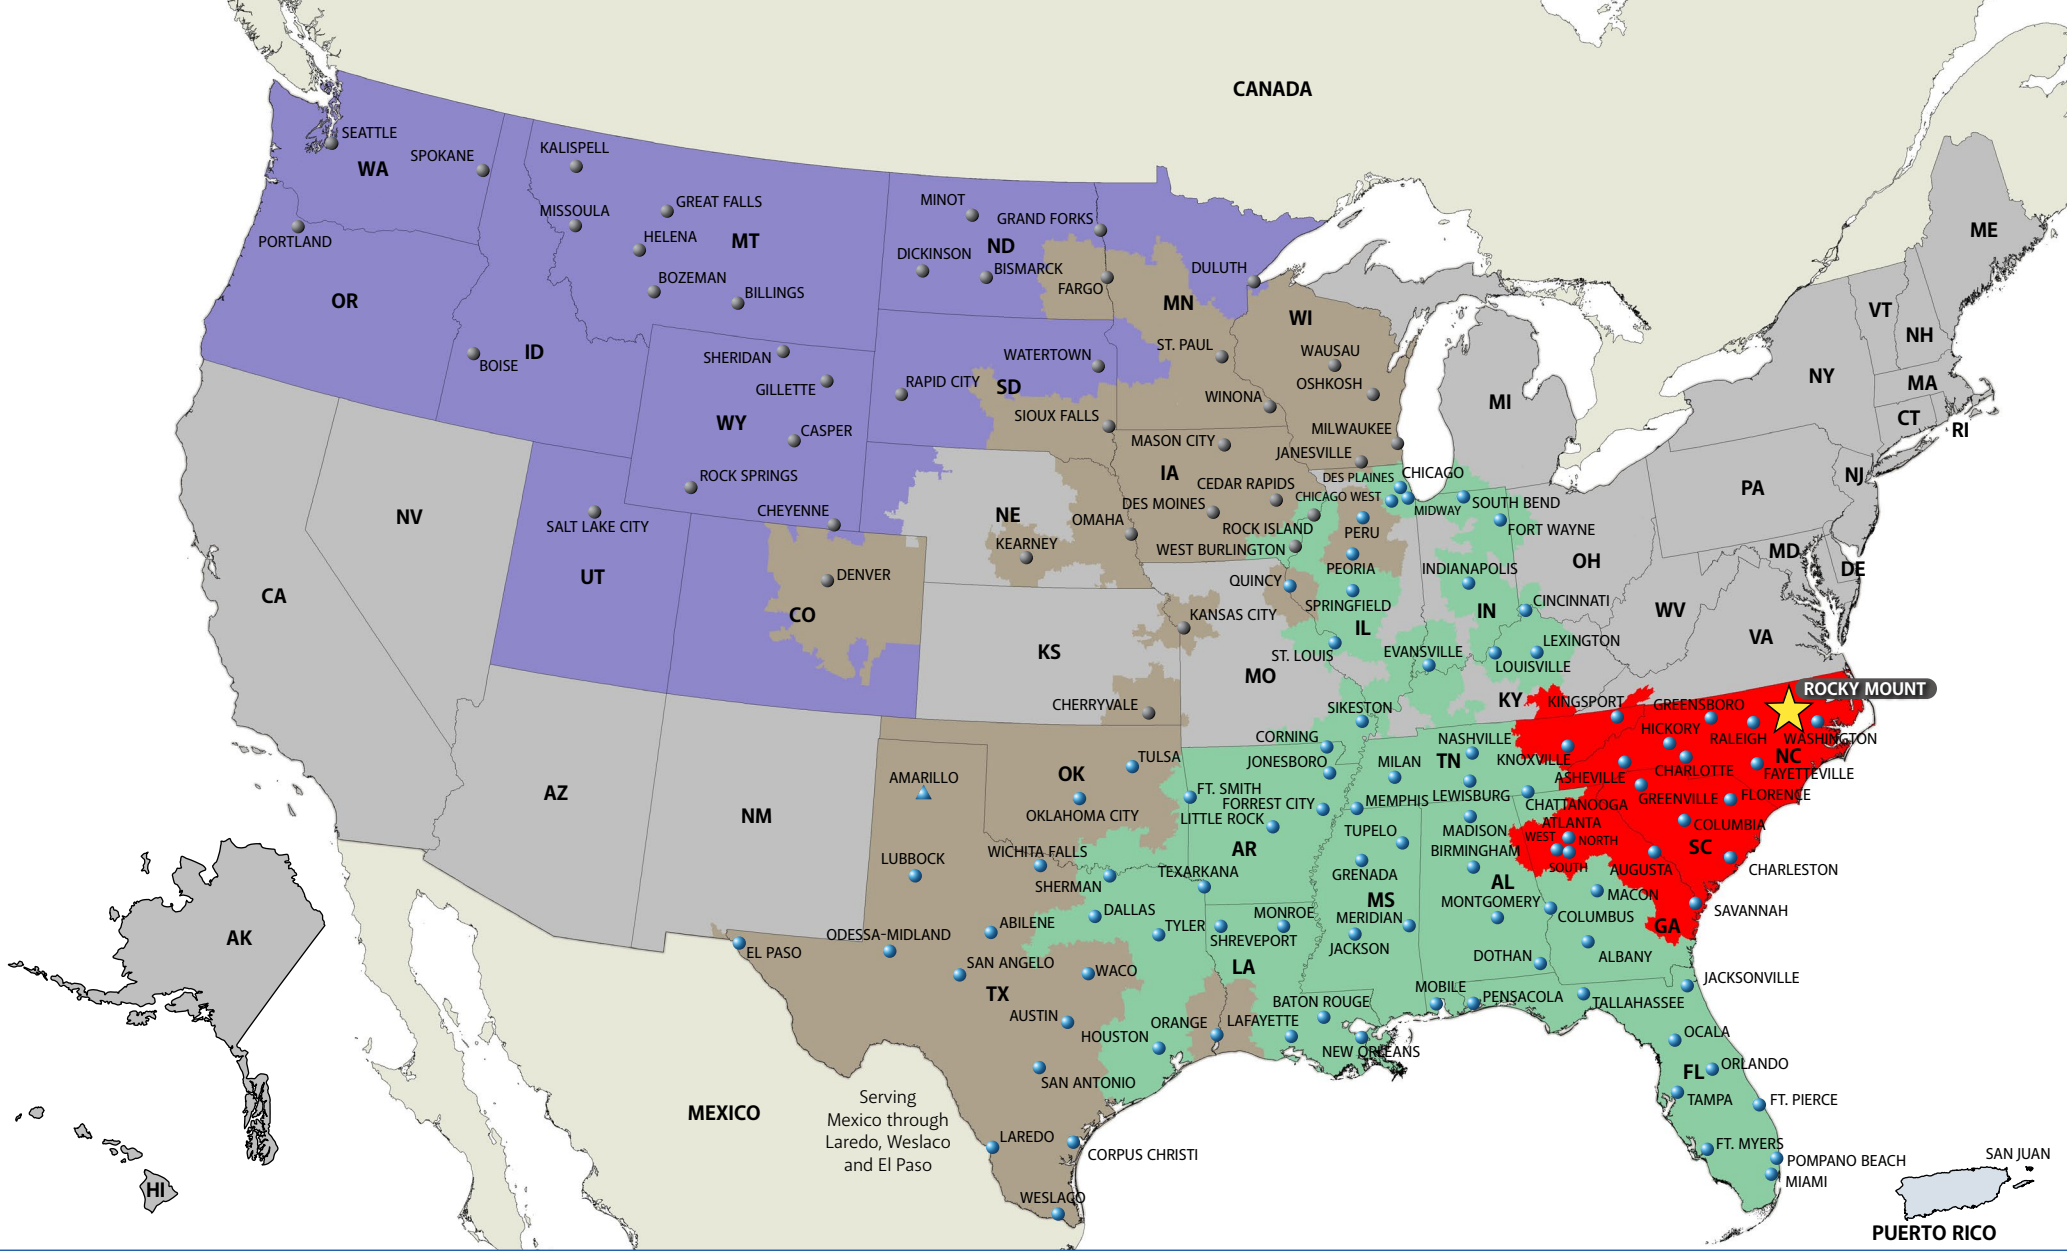 CANADA
SEATTLE
SPOKANE
WA
KALISPELL
GREAT FALLS
MISSOULA
HELENA
MT
BOZEMAN
BILLINGS
PORTLAND
OR
ID
BOISE
MINOT
GRAND FORKS
ND
DICKINSON
BISMARCK
FARGO
DULUTH
MN
WI
ST. PAUL
WAUSAU
OSHKOSH
WINONA
MILWAUKEE
JANESVILLE
WATERTOWN
RAPID CITY
SD
SIOUX FALLS
SHERIDAN
GILLETTE
WY
CASPER
ROCK SPRINGS
CHEYENNE
MASON CITY
IA
CEDAR RAPIDS
DES MOINES
ROCK ISLAND
WEST BURLINGTON
NE
OMAHA
KEARNEY
MI
ME
VT
NH
NY
MA
CT
RI
PA
NJ
MD
DE
OH
WV
VA
NV
CA
SALT LAKE CITY
UT
DENVER
CO
KS
CHERRYVALE
KANSAS CITY
MO
QUINCY
DES PLAINES
CHICAGO
CHICAGO WEST
MIDWAY
SOUTH BEND
FORT WAYNE
PERU
PEORIA
SPRINGFIELD
IL
ST. LOUIS
INDIANAPOLIS
IN
CINCINNATI
LEXINGTON
LOUISVILLE
EVANSVILLE
KY
SIKESTON
CORNING
JONESBORO
NASHVILLE
MILAN
TN
MEMPHIS
LEWISBURG
KINGSPORT
GREENSBORO
ROCKY MOUNT
HICKORY
RALEIGH
WASHINGTON
NC
KNOXVILLE
ASHEVILLE
CHARLOTTE
FAYETTEVILLE
CHATTANOOGA
GREENVILLE
FLORENCE
ATLANTA
WEST
NORTH
SOUTH
COLUMBIA
SC
AUGUSTA
CHARLESTON
SAVANNAH
GA
MACON
COLUMBUS
ALBANY
AZ
NM
AMARILLO
LUBBOCK
OK
TULSA
OKLAHOMA CITY
WICHITA FALLS
SHERMAN
FT. SMITH
FORREST CITY
LITTLE ROCK
AR
TEXARKANA
TUPELO
GRENADA
MS
MERIDIAN
JACKSON
MADISON
BIRMINGHAM
AL
MONTGOMERY
DOTHAN
MOBILE
PENSACOLA
MONROE
SHREVEPORT
LA
BATON ROUGE
LAFAYETTE
NEW ORLEANS
DALLAS
TYLER
ABILENE
ODESSA-MIDLAND
EL PASO
SAN ANGELO
WACO
TX
AUSTIN
HOUSTON
ORANGE
SAN ANTONIO
LAREDO
CORPUS CHRISTI
WESLACO
Serving
Mexico through
Laredo, Weslaco
and El Paso
MEXICO
JACKSONVILLE
TALLAHASSEE
OCALA
ORLANDO
FL
TAMPA
FT. PIERCE
FT. MYERS
POMPANO BEACH
MIAMI
AK
HI
SAN JUAN
PUERTO RICO